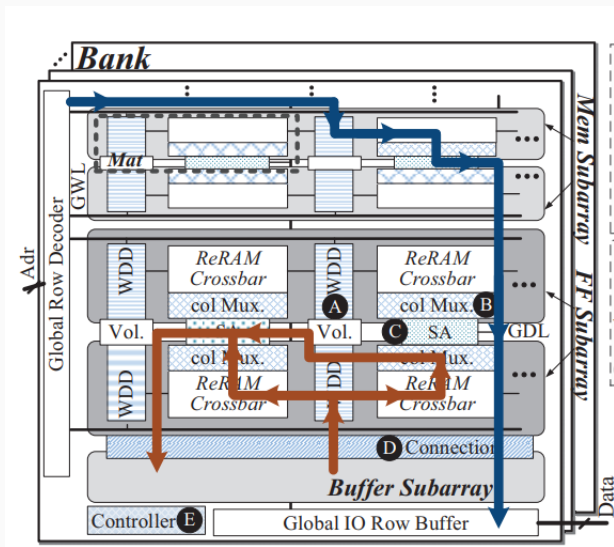 Bank
Mem Subarray
FF Subarray
Mat
GWL
Global Row Decoder
Adr
WDD
WDD
ReRAM
Crossbar
ReRAM
Crossbar
A
col Mux.
col Mux.
B
Vol.
Vol.
C
SA
GDL
col Mux.
col Mux.
WDD
ReRAM
Crossbar
ReRAM
Crossbar
D
Connection
Buffer Subarray
Controller
E
Global IO Row Buffer
Data